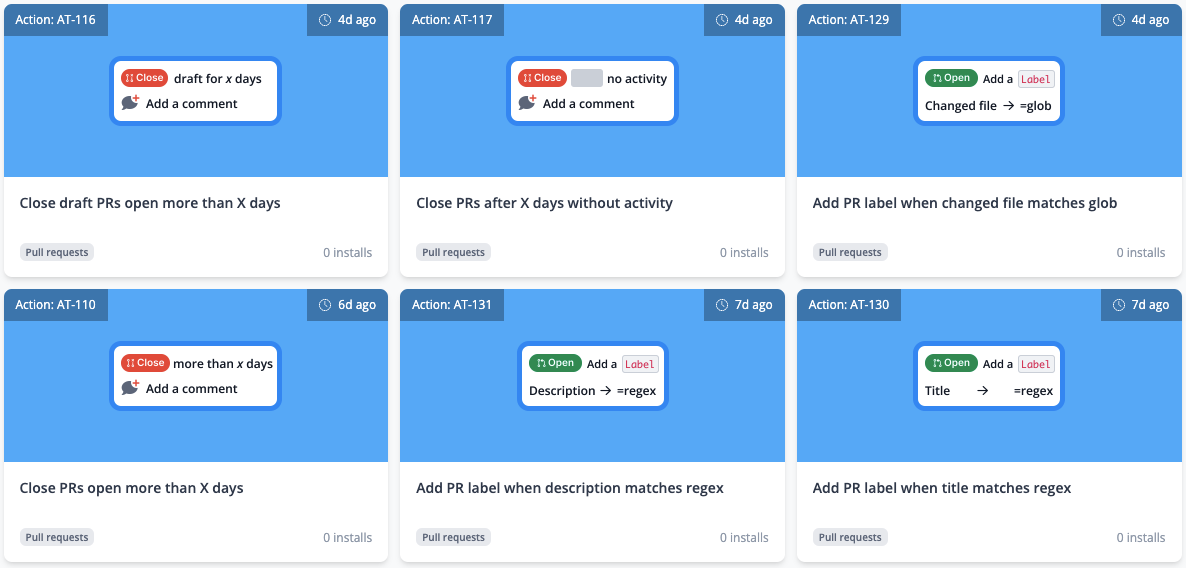 Action: AT-116
4d ago
Close draft for x days
Add a comment
Close draft PRs open more than X days
Pull requests
0 installs
Action: AT-117
4d ago
Close no activity
Add a comment
Close PRs after X days without activity
Pull requests
0 installs
Action: AT-129
4d ago
Open Add a Label
Changed file → =glob
Add PR label when changed file matches glob
Pull requests
0 installs
Action: AT-110
6d ago
Close more than x days
Add a comment
Close PRs open more than X days
Pull requests
0 installs
Action: AT-131
7d ago
Open Add a Label
Description → =regex
Add PR label when description matches regex
Pull requests
0 installs
Action: AT-130
7d ago
Open Add a Label
Title → =regex
Add PR label when title matches regex
Pull requests
0 installs